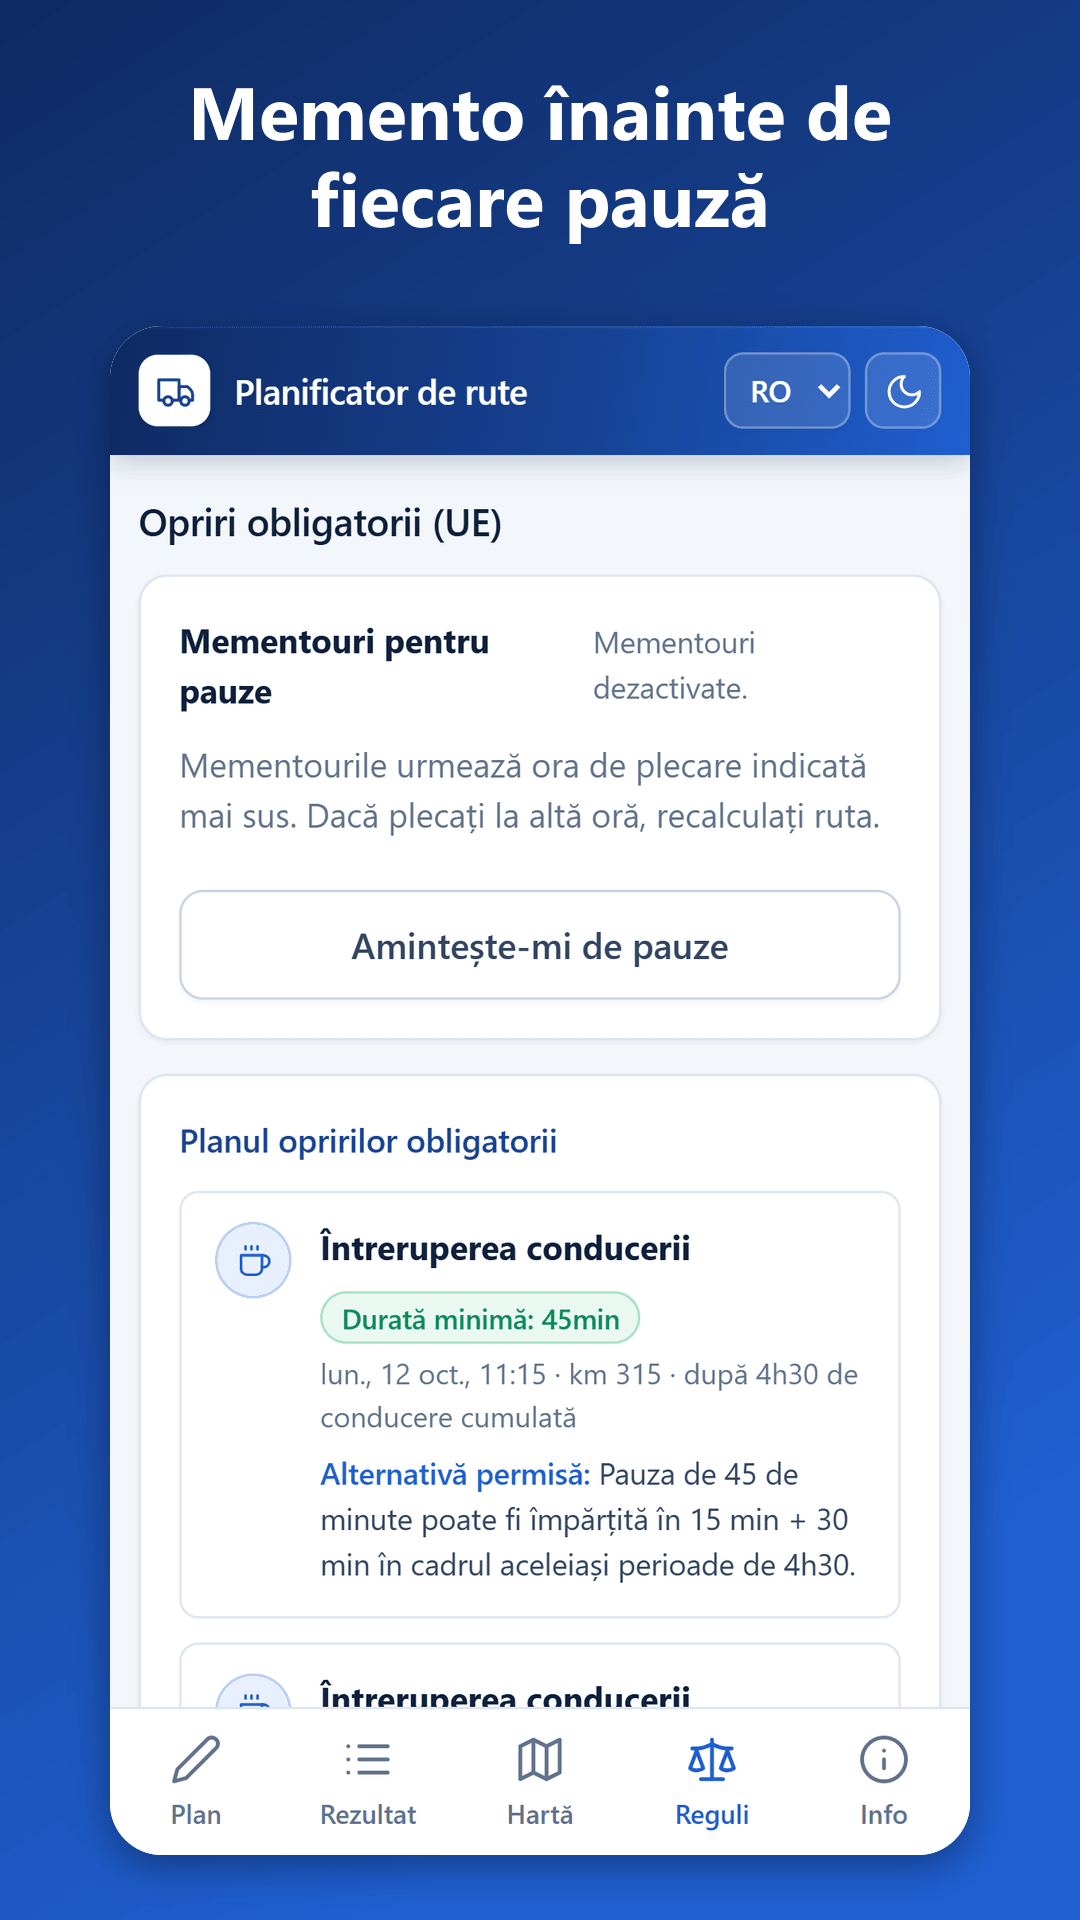 Memento înainte de
fiecare pauză
Planificator de rute
RO
Opriri obligatorii (UE)
Mementouri pentru
pauze
Mementouri
dezactivate.
Mementourile urmează ora de plecare indicată
mai sus. Dacă plecați la altă oră, recalculați ruta.
Amintește-mi de pauze
Planul opririlor obligatorii
Întreruperea conducerii
Durată minimă: 45min
lun., 12 oct., 11:15 · km 315 · după 4h30 de
conducere cumulată
Alternativă permisă: Pauza de 45 de
minute poate fi împărțită în 15 min + 30
min în cadrul aceleiași perioade de 4h30.
Întreruperea conducerii
Plan
Rezultat
Hartă
Reguli
Info